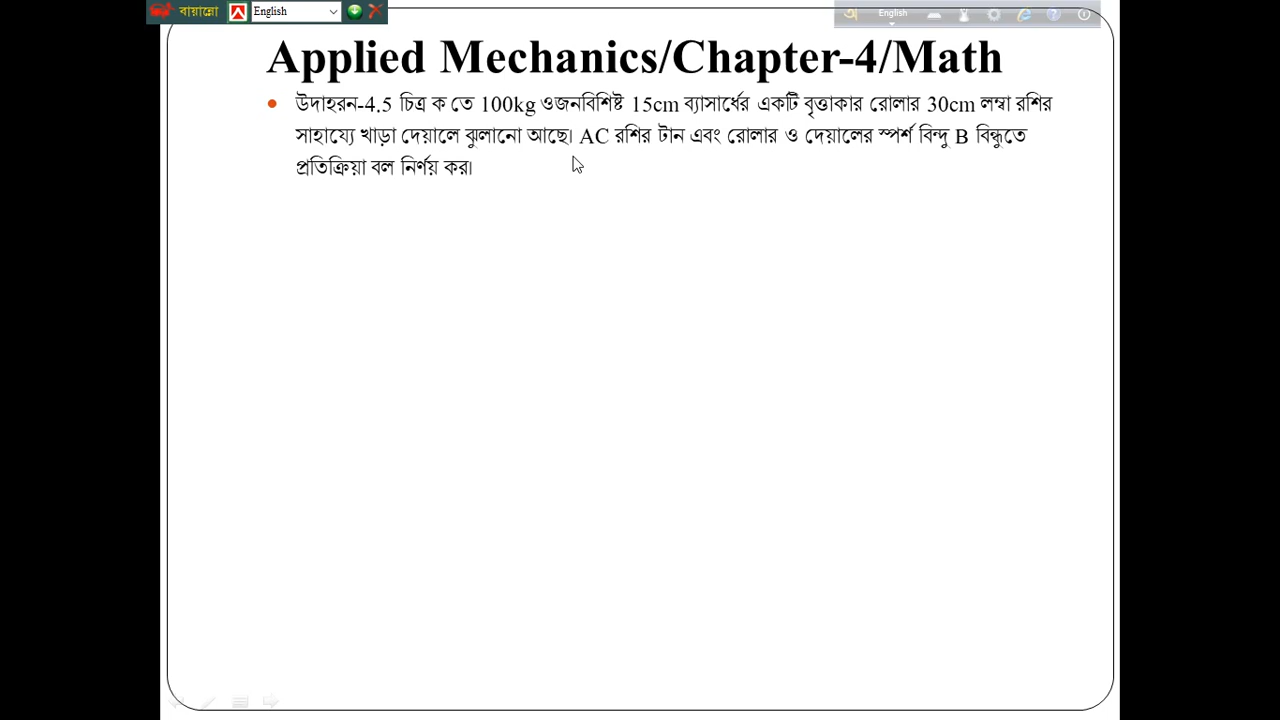 বায়ান্নো English
English
Applied Mechanics/Chapter-4/Math
উদাহরন-4.5 চিত্র ক তে 100kg ওজনবিশিষ্ট 15cm ব্যাসার্ধের একটি বৃত্তাকার রোলার 30cm লম্বা রশির
সাহায্যে খাড়া দেয়ালে ঝুলানো আছে। AC রশির টান এবং রোলার ও দেয়ালের স্পর্শ বিন্দু B বিন্ধুতে
প্রতিক্রিয়া বল নির্ণয় কর।